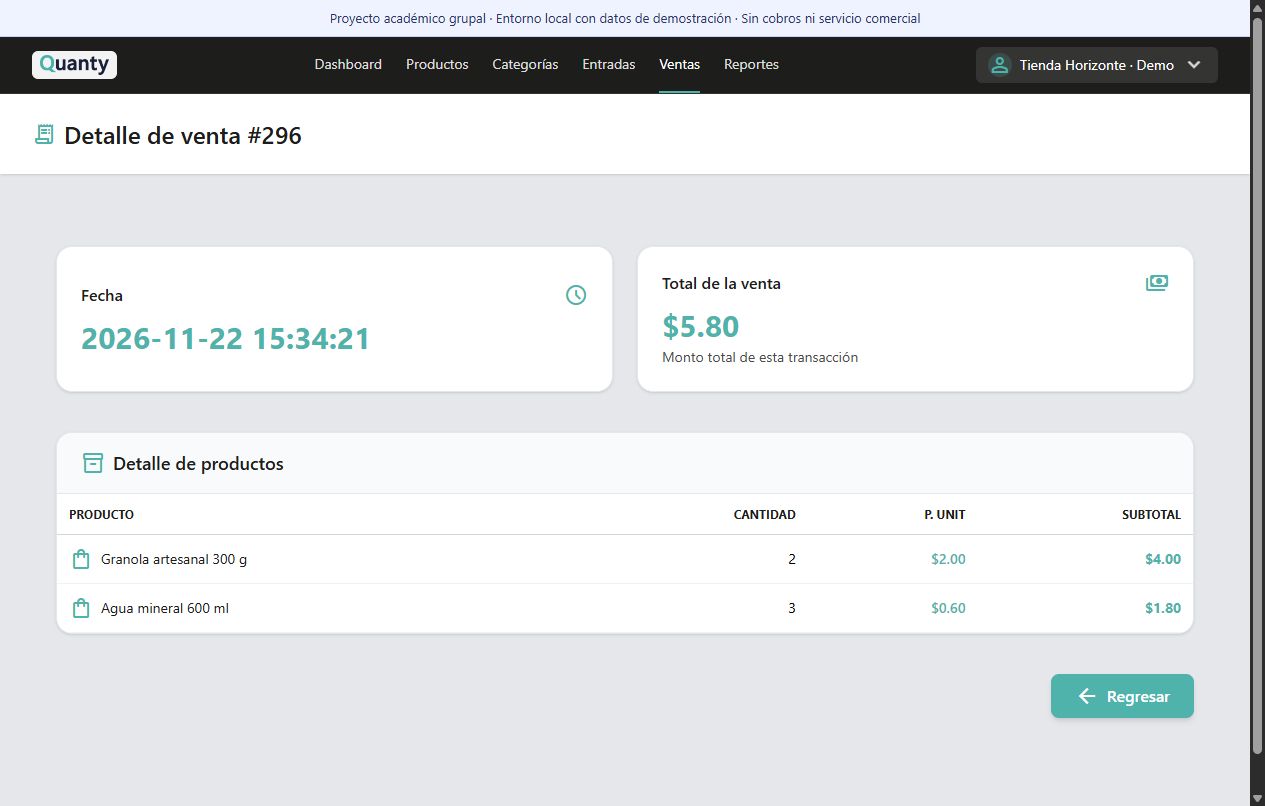 Proyecto académico grupal · Entorno local con datos de demostración · Sin cobros ni servicio comercial
Quanty Dashboard Productos Categorías Entradas Ventas Reportes Tienda Horizonte · Demo
Detalle de venta #296
Fecha
2026-11-22 15:34:21
Total de la venta
$5.80
Monto total de esta transacción
Detalle de productos
PRODUCTO CANTIDAD P. UNIT SUBTOTAL
Granola artesanal 300 g 2 $2.00 $4.00
Agua mineral 600 ml 3 $0.60 $1.80
Regresar